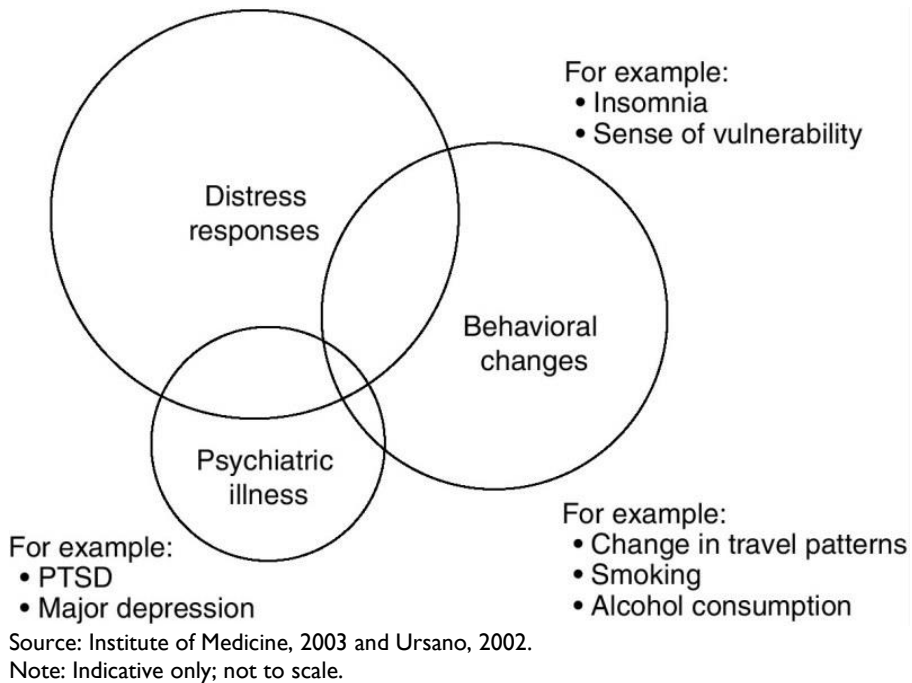 For example:
• Insomnia
• Sense of vulnerability
Distress
responses
Behavioral
changes
Psychiatric
illness
For example:
• Change in travel patterns
• Smoking
• Alcohol consumption
For example:
• PTSD
• Major depression
Source: Institute of Medicine, 2003 and Ursano, 2002.
Note: Indicative only; not to scale.